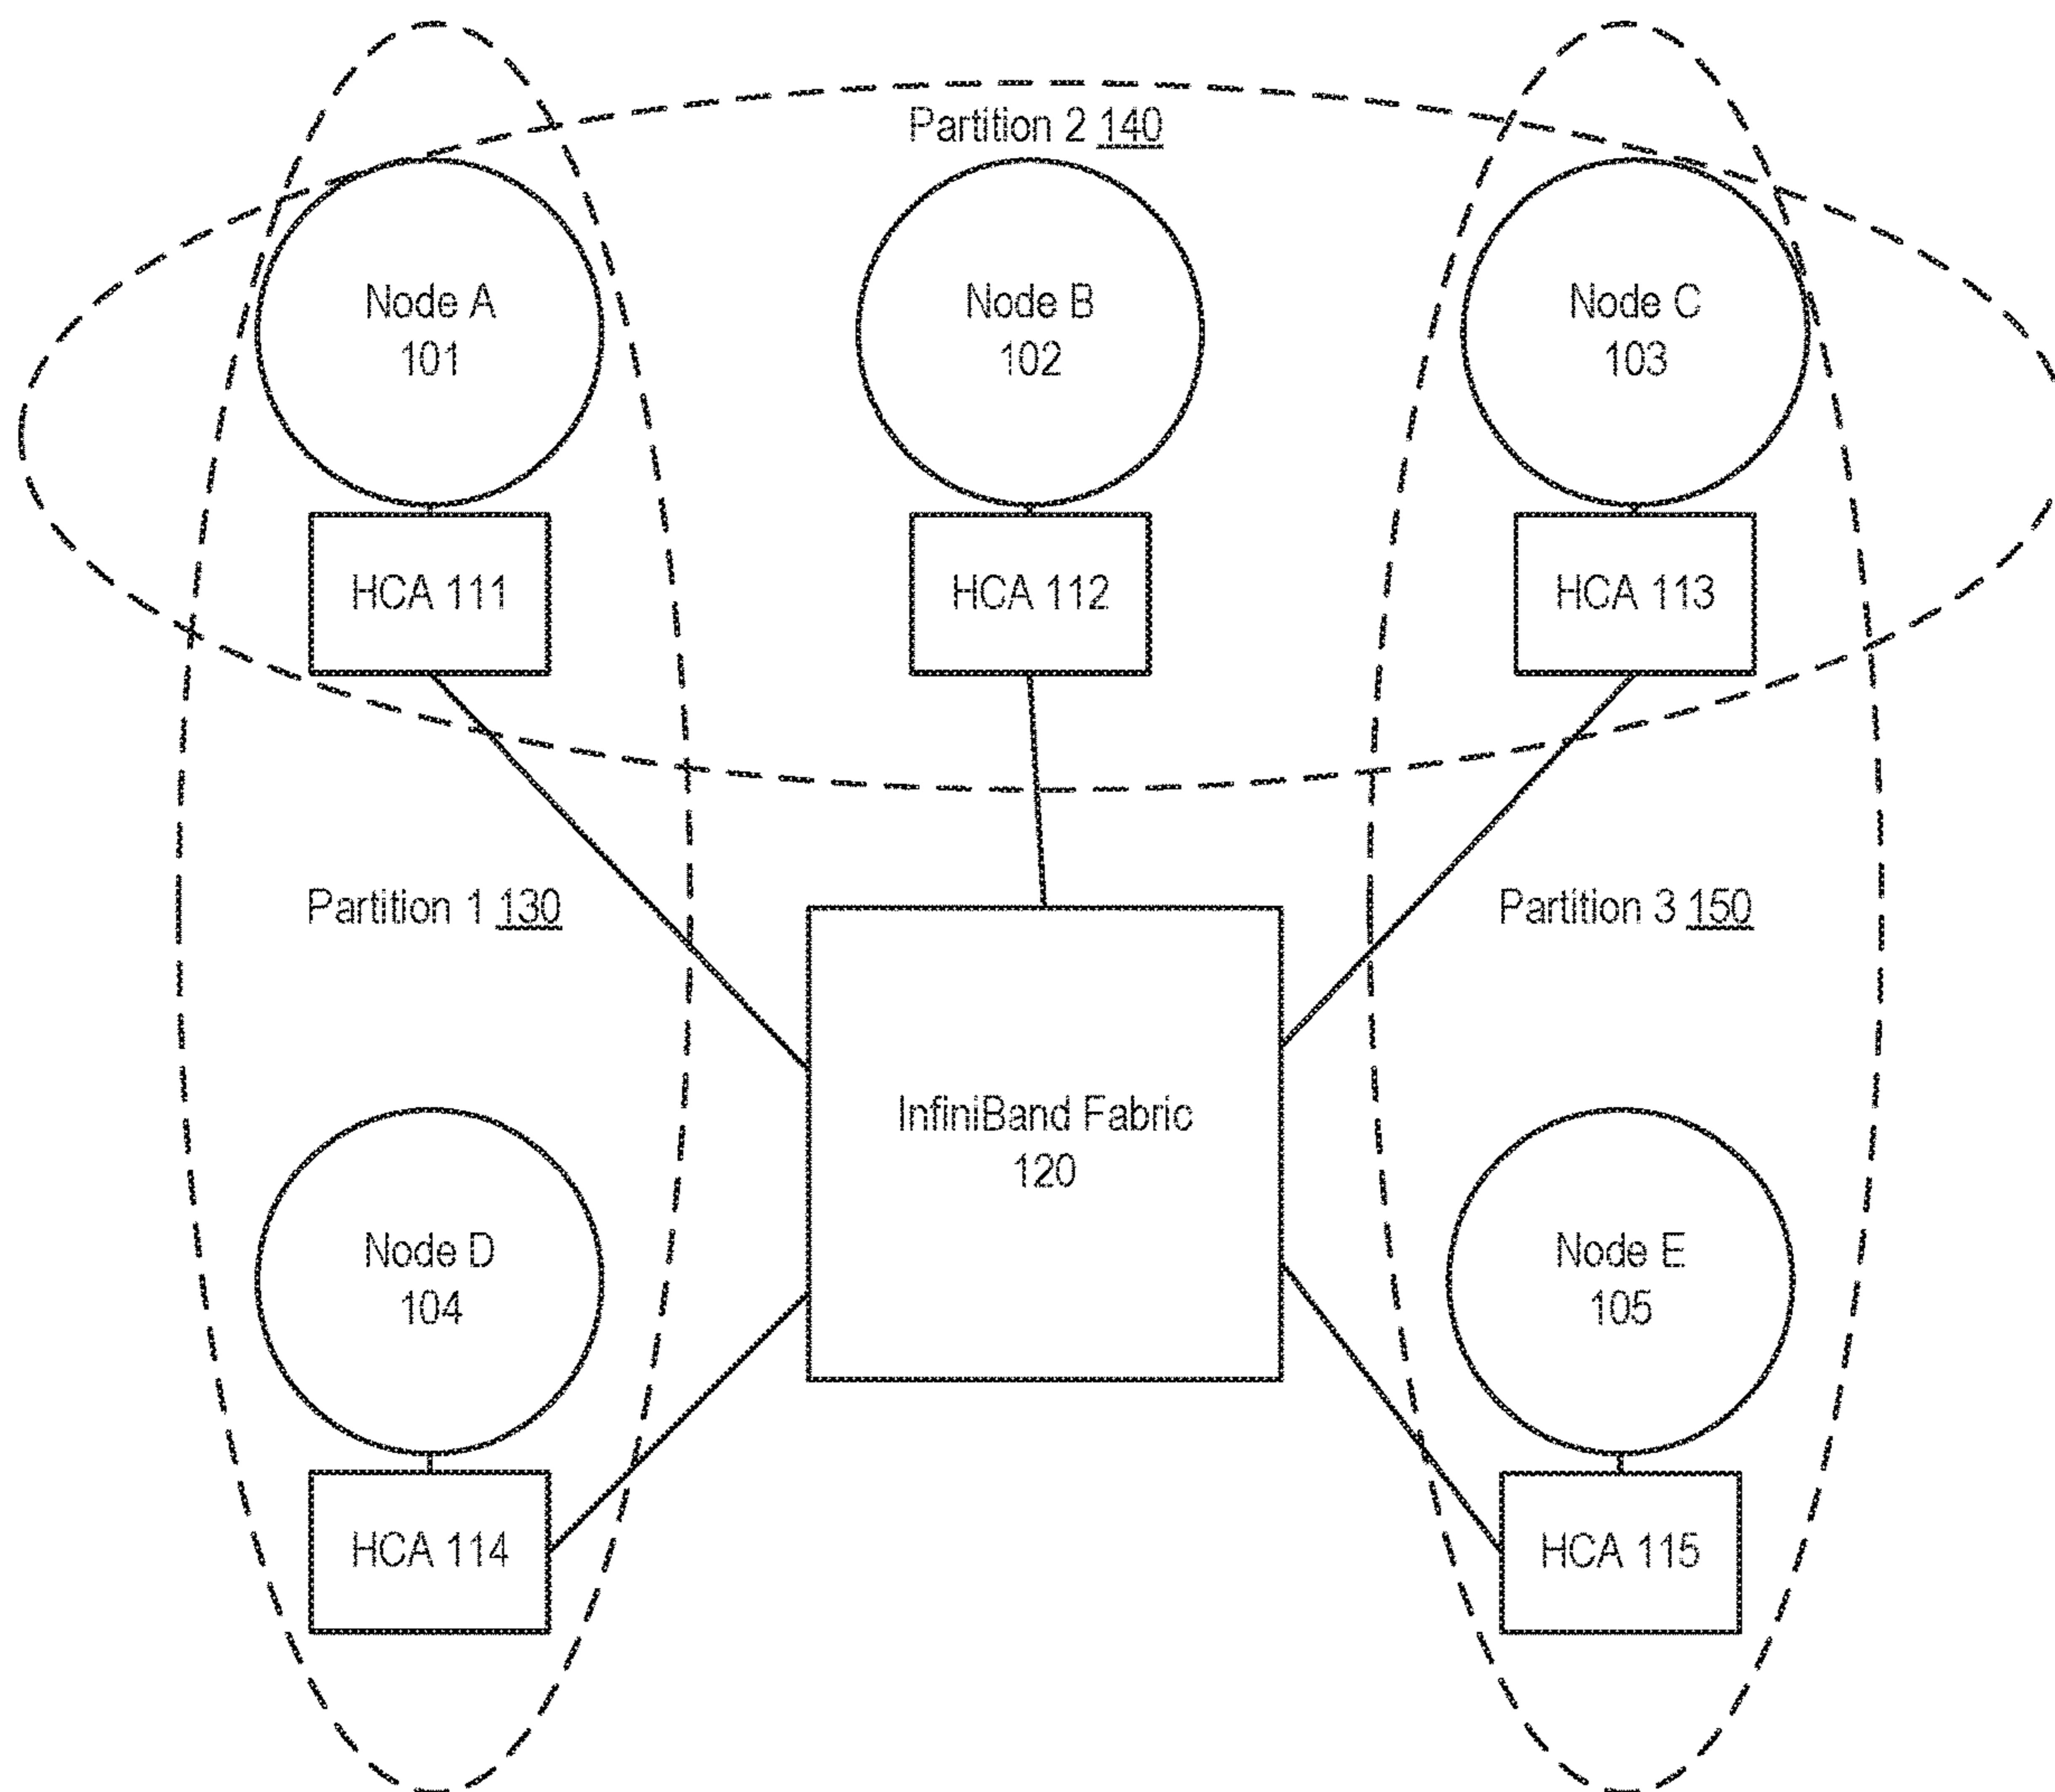 Partition 2 140
Node A
101
Node B
102
Node C
103
HCA 111
HCA 112
HCA 113
Partition 1 130
Partition 3 150
InfiniBand Fabric
120
Node D
104
Node E
105
HCA 114
HCA 115